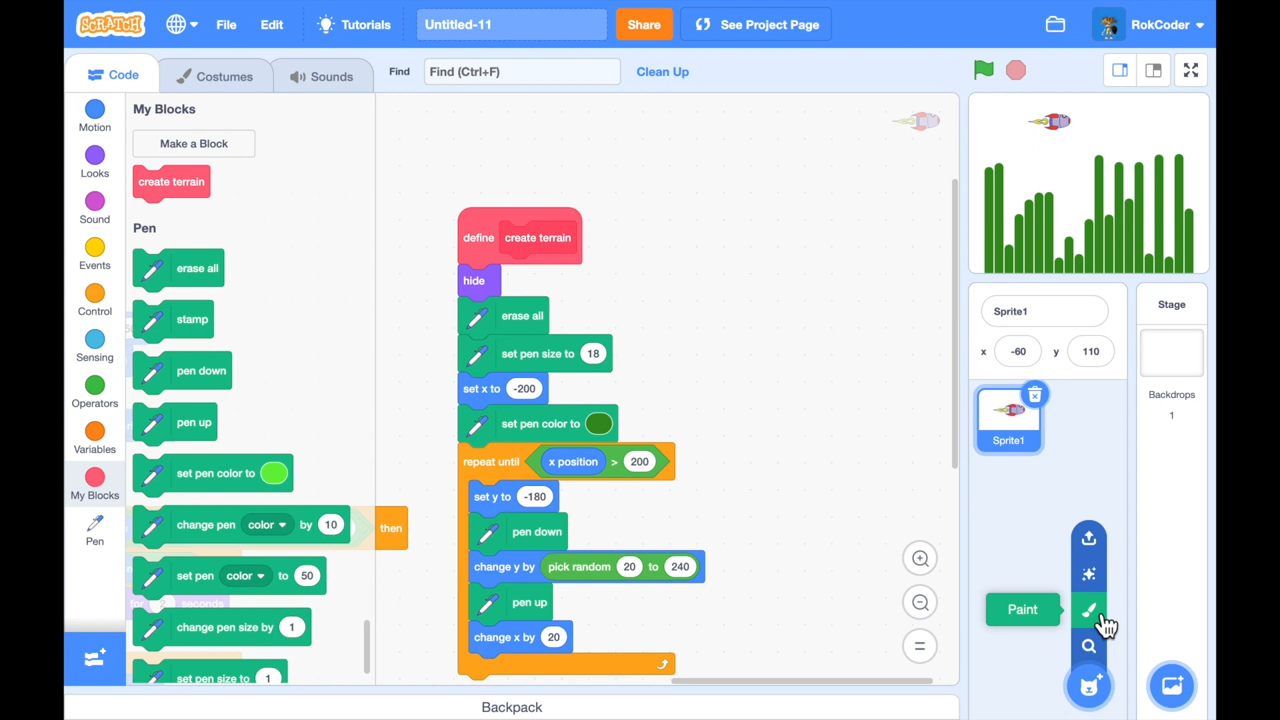 SCRATCH File Edit Tutorials Untitled-11 Share See Project Page RokCoder
Code Costumes Sounds Find Find (Ctrl+F) Clean Up
Motion
Looks
Sound
Events
Control
Sensing
Operators
Variables
My Blocks
Pen
My Blocks
Make a Block
create terrain
Pen
erase all
stamp
pen down
pen up
set pen color to
change pen color by 10
then
set pen color to 50
seconds
change pen size by 1
set pen size to 1
define create terrain
hide
erase all
set pen size to 18
set x to -200
set pen color to
repeat until x position > 200
set y to -180
pen down
change y by pick random 20 to 240
pen up
change x by 20
Sprite1
x -60 y 110
Sprite1
Paint
Stage
Backdrops
1
Backpack